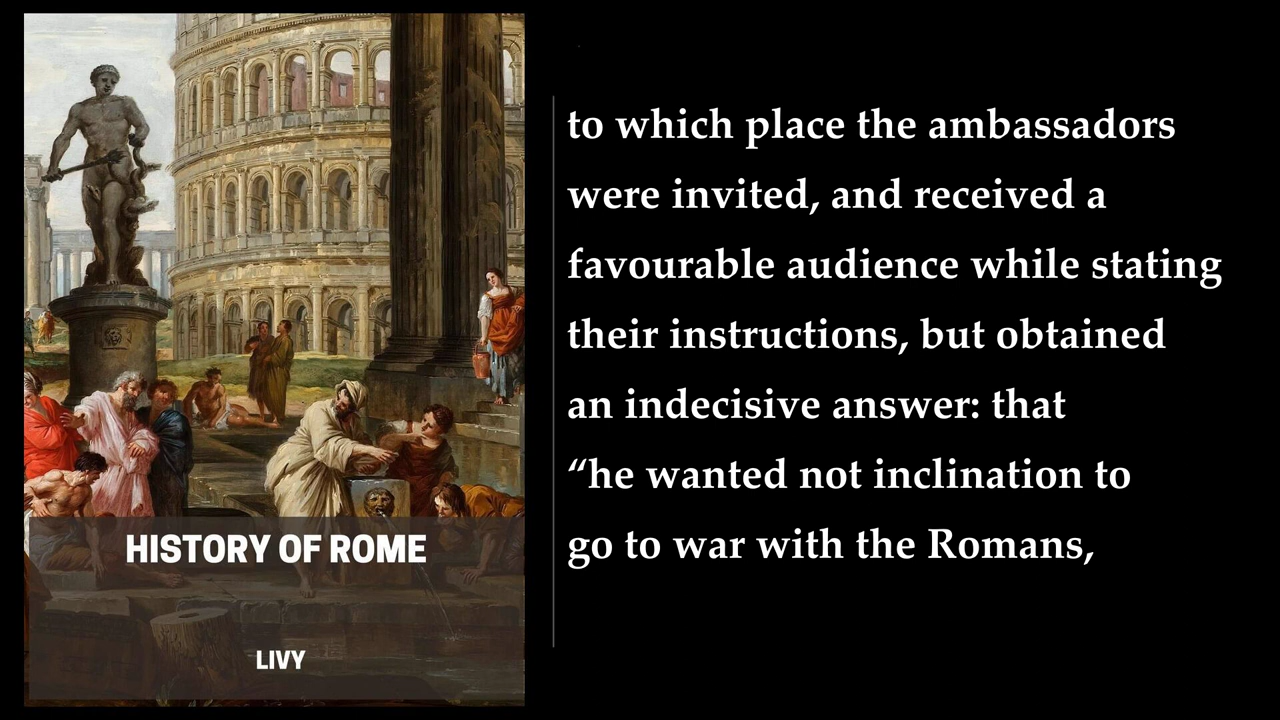 HISTORY OF ROME
LIVY
to which place the ambassadors
were invited, and received a
favourable audience while stating
their instructions, but obtained
an indecisive answer: that
“he wanted not inclination to
go to war with the Romans,